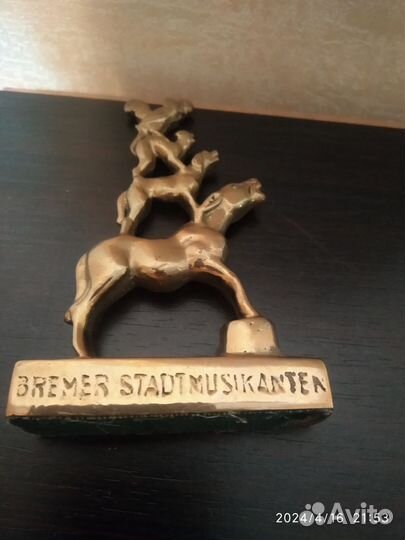 BREMER STADTMUSIKANTEN
2024/4/16 21:53
Avito